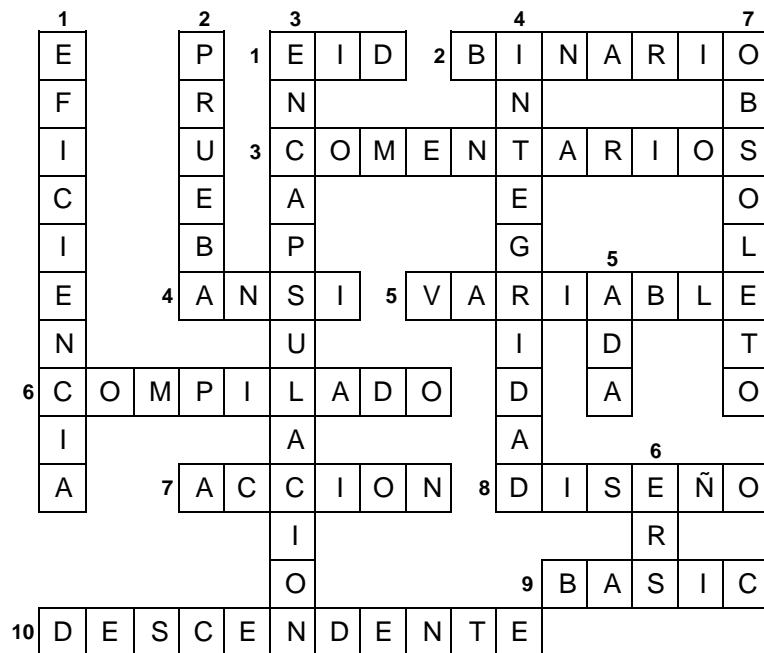 1 2 3 4 7
E P 1 E I D 2 B I N A R I O
F R N N B
I U 3 C O M E N T A R I O S
C E A E O
I B P G 5 L
E 4 A N S I 5 V A R I A B L E
N U I D T
6 C O M P I L A D O D A O
I A A 6
A 7 A C C I O N 8 D I S E Ñ O
I R
O 9 B A S I C
10 D E S C E N D E N T E